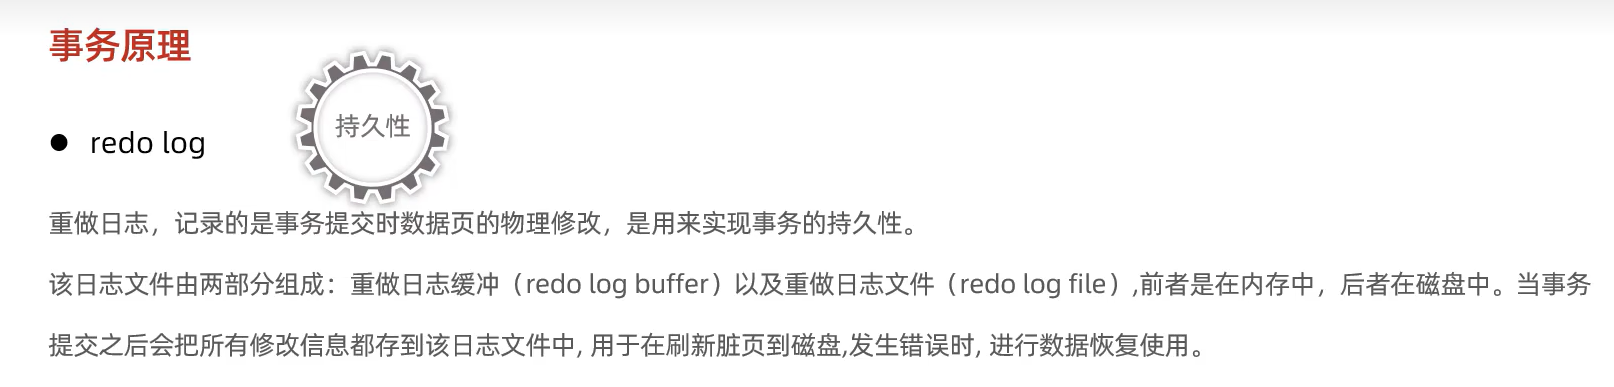 事务原理
持久性
● redo log
重做日志，记录的是事务提交时数据页的物理修改，是用来实现事务的持久性。
该日志文件由两部分组成：重做日志缓冲（redo log buffer）以及重做日志文件（redo log file）,前者是在内存中，后者在磁盘中。当事务
提交之后会把所有修改信息都存到该日志文件中, 用于在刷新脏页到磁盘,发生错误时, 进行数据恢复使用。